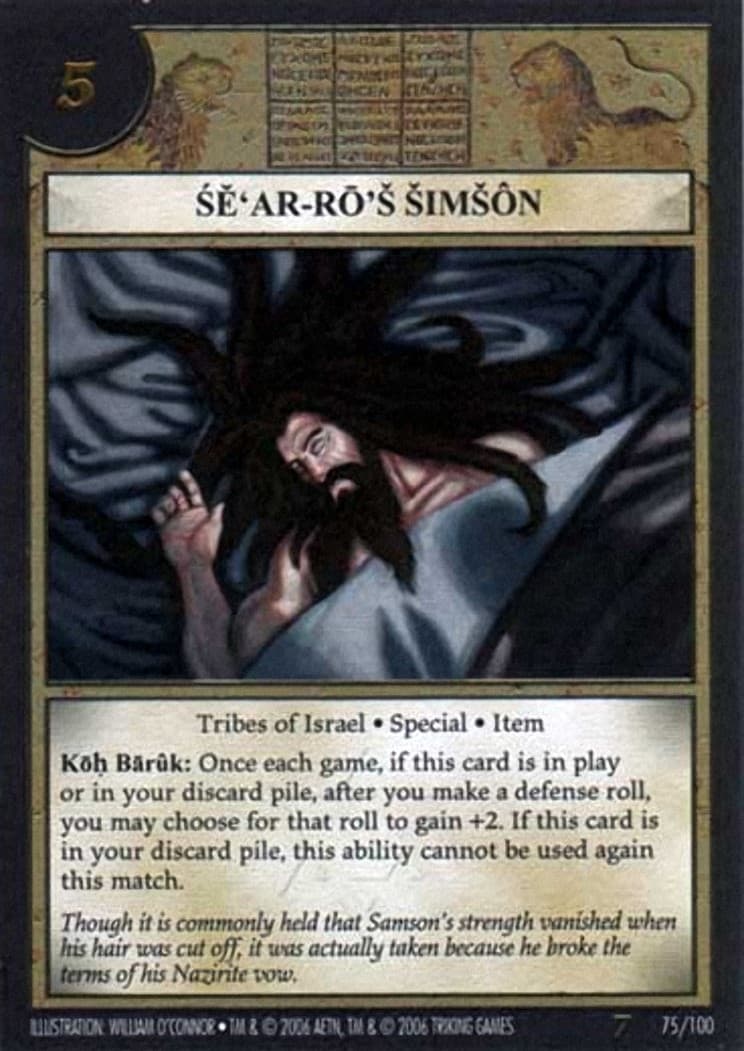 5
ŚĔ‘AR-RŌ’Š ŠIMŠÔN
Tribes of Israel • Special • Item
Kōḥ Bārûk: Once each game, if this card is in play
or in your discard pile, after you make a defense roll,
you may choose for that roll to gain +2. If this card is
in your discard pile, this ability cannot be used again
this match.
Though it is commonly held that Samson's strength vanished when
his hair was cut off, it was actually taken because he broke the
terms of his Nazirite vow.
ILLUSTRATION: WILLIAM O'CONNOR • TM & © 2006 AETN, TM & © 2006 TRIKING GAMES 7 75/100